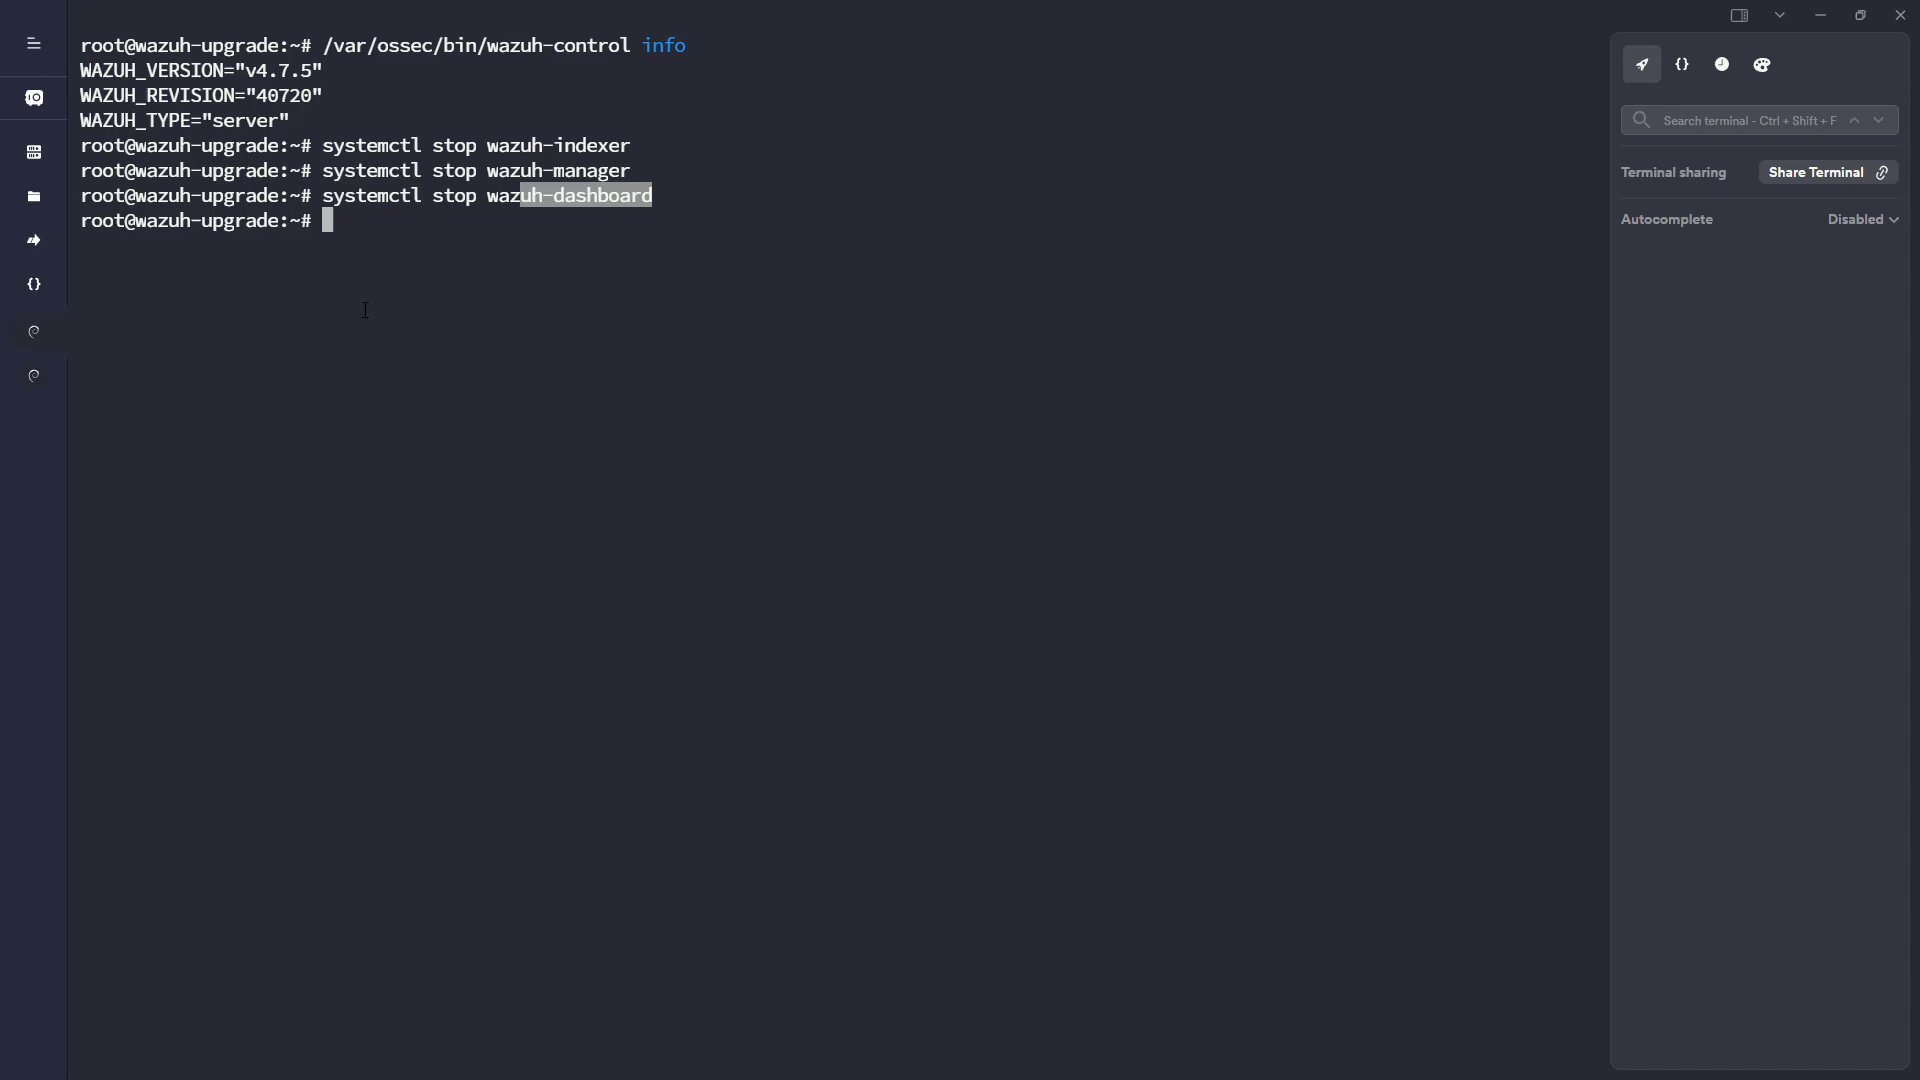 root@wazuh-upgrade:~# /var/ossec/bin/wazuh-control info
WAZUH_VERSION="v4.7.5"
WAZUH_REVISION="40720"
WAZUH_TYPE="server"
root@wazuh-upgrade:~# systemctl stop wazuh-indexer
root@wazuh-upgrade:~# systemctl stop wazuh-manager
root@wazuh-upgrade:~# systemctl stop wazuh-dashboard
root@wazuh-upgrade:~#
Search terminal - Ctrl + Shift + F
Terminal sharing Share Terminal
Autocomplete Disabled